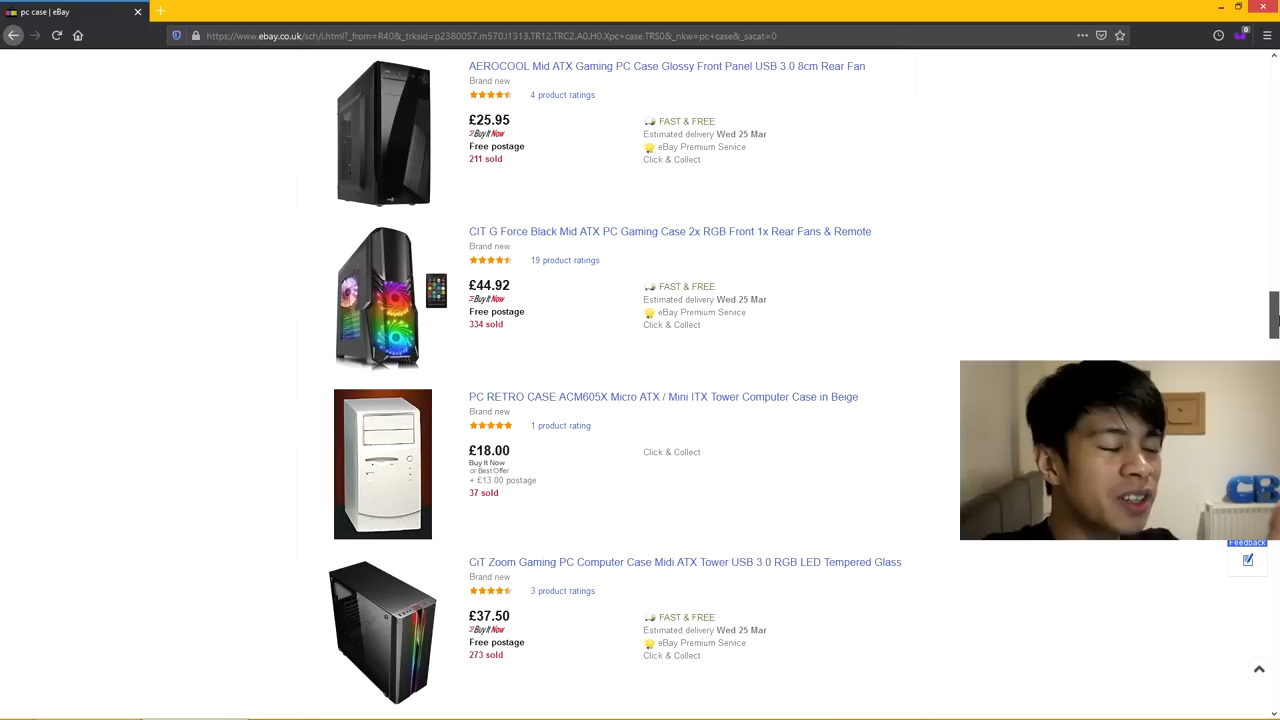 pc case | eBay
https://www.ebay.co.uk/sch/i.html?_from=R40&_trksid=p2380057.m570.l1313.TR12.TRC2.A0.H0.Xpc+case.TRS0&_nkw=pc+case&_sacat=0
0
AEROCOOL Mid ATX Gaming PC Case Glossy Front Panel USB 3.0 8cm Rear Fan
Brand new
4 product ratings
£25.95
Buy It Now
Free postage
211 sold
FAST & FREE
Estimated delivery Wed 25 Mar
eBay Premium Service
Click & Collect
CIT G Force Black Mid ATX PC Gaming Case 2x RGB Front 1x Rear Fans & Remote
Brand new
19 product ratings
£44.92
Buy It Now
Free postage
334 sold
FAST & FREE
Estimated delivery Wed 25 Mar
eBay Premium Service
Click & Collect
PC RETRO CASE ACM605X Micro ATX / Mini ITX Tower Computer Case in Beige
Brand new
1 product rating
£18.00
Buy It Now
or Best Offer
+ £13.00 postage
37 sold
Click & Collect
CiT Zoom Gaming PC Computer Case Midi ATX Tower USB 3.0 RGB LED Tempered Glass
Brand new
3 product ratings
£37.50
Buy It Now
Free postage
273 sold
FAST & FREE
Estimated delivery Wed 25 Mar
eBay Premium Service
Click & Collect
Feedback